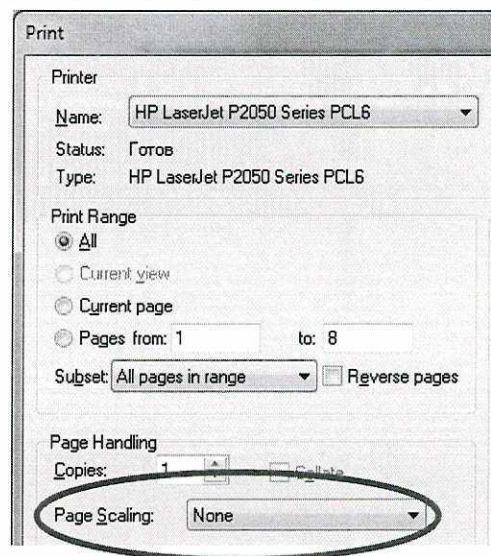 Print
Printer
Name: HP LaserJet P2050 Series PCL6
Status: Готов
Type: HP LaserJet P2050 Series PCL6
Print Range
All
Current view
Current page
Pages from: 1 to: 8
Subset: All pages in range Reverse pages
Page Handling
Copies: 1 Collate
Page Scaling: None